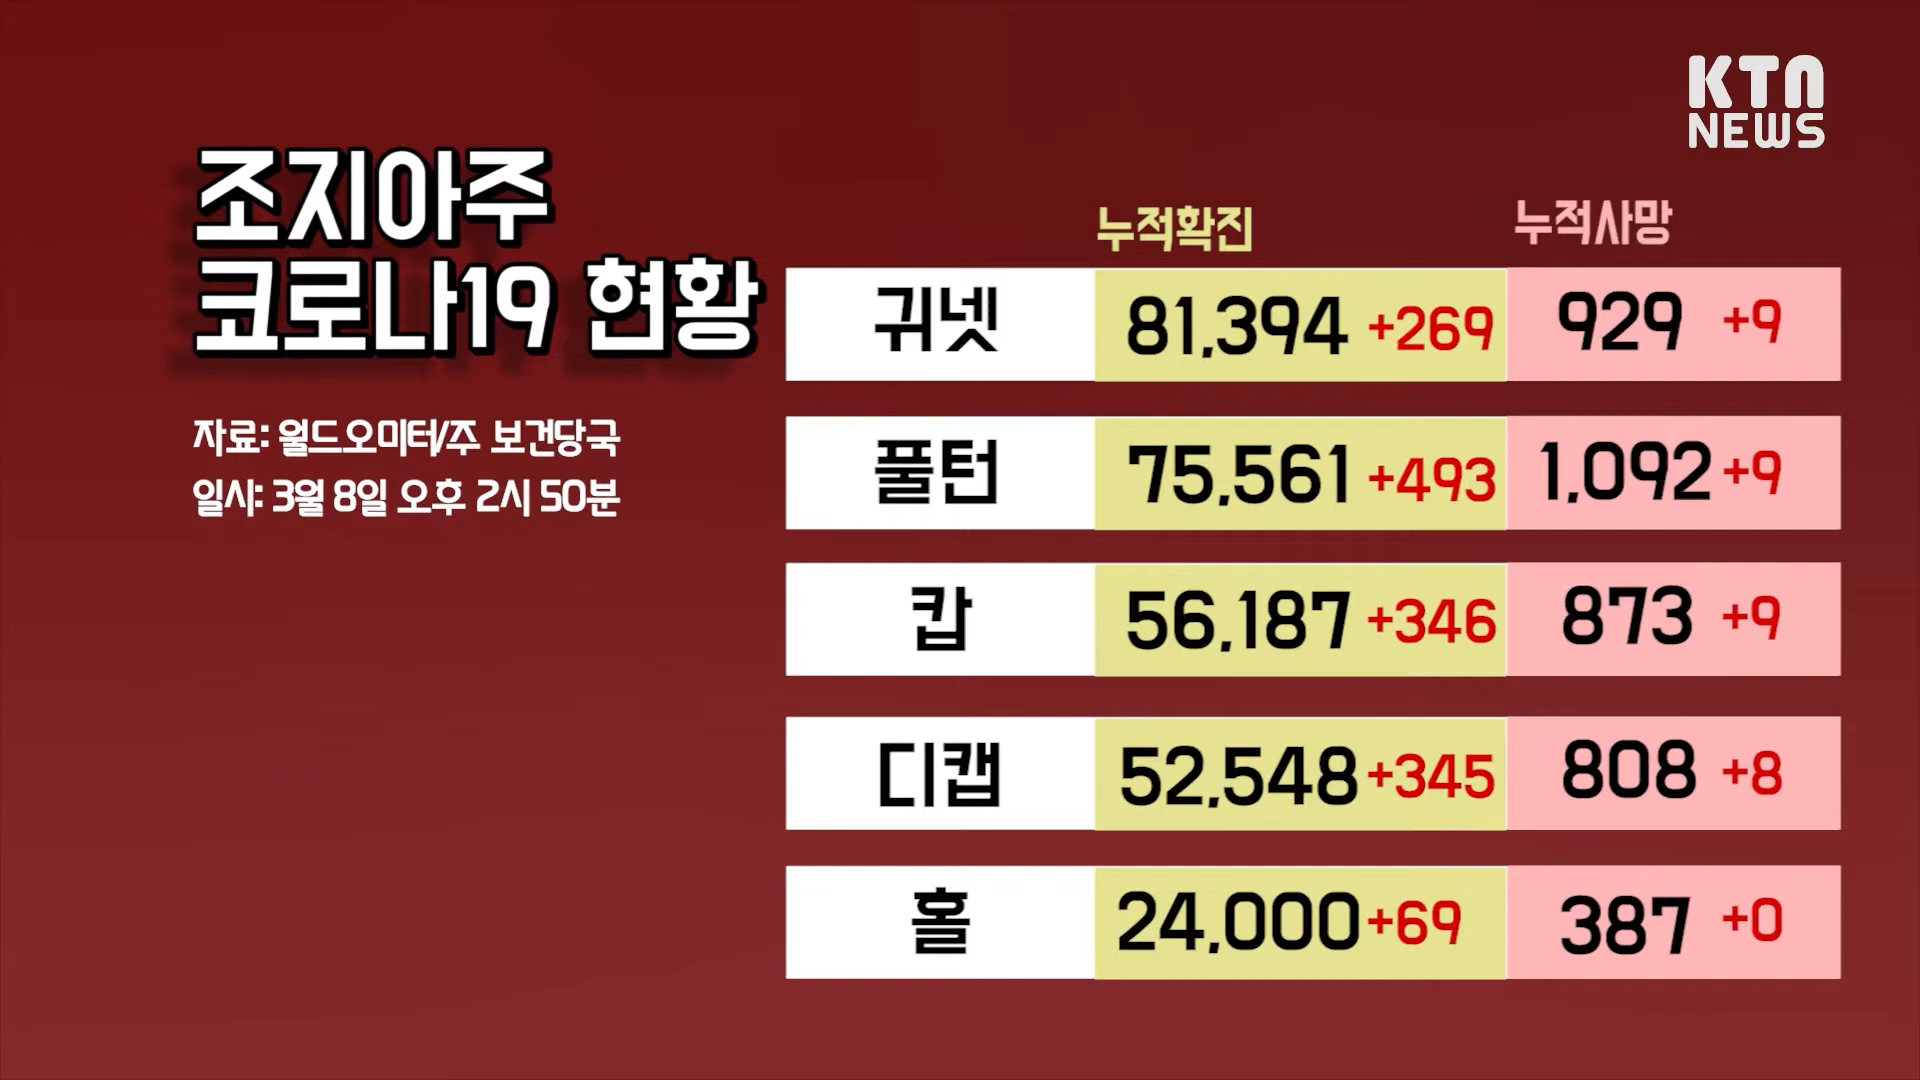 KTN
NEWS
조지아주
코로나19 현황
자료: 월드오미터/주 보건당국
일시: 3월 8일 오후 2시 50분
누적확진 누적사망
귀넷 81,394 +269 929 +9
풀턴 75,561 +493 1,092 +9
캅 56,187 +346 873 +9
디캡 52,548 +345 808 +8
홀 24,000 +69 387 +0